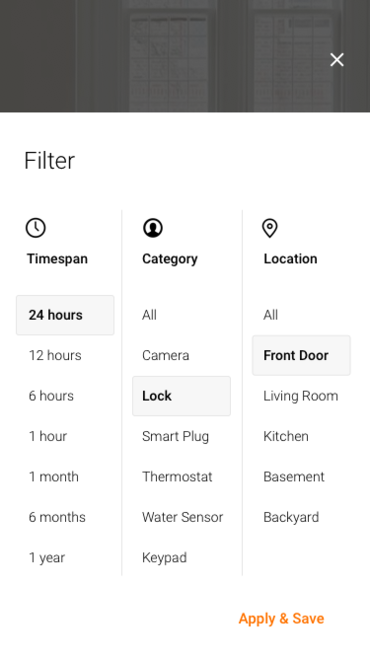 Filter
Timespan
24 hours
12 hours
6 hours
1 hour
1 month
6 months
1 year
Category
All
Camera
Lock
Smart Plug
Thermostat
Water Sensor
Keypad
Location
All
Front Door
Living Room
Kitchen
Basement
Backyard
Apply & Save